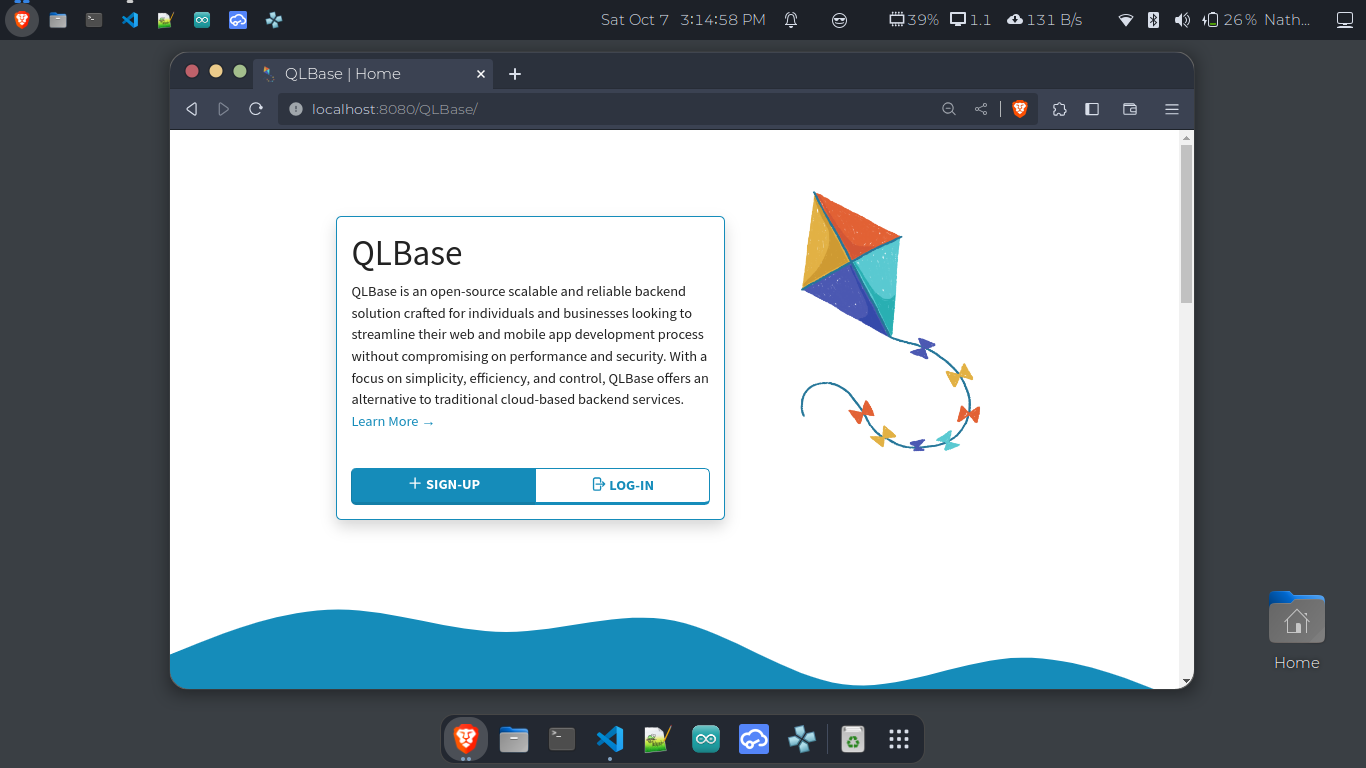 Sat Oct 7 3:14:58 PM
39%
1.1
131 B/s
26% Nath...
QLBase | Home
localhost:8080/QLBase/
QLBase
QLBase is an open-source scalable and reliable backend
solution crafted for individuals and businesses looking to
streamline their web and mobile app development process
without compromising on performance and security. With a
focus on simplicity, efficiency, and control, QLBase offers an
alternative to traditional cloud-based backend services.
Learn More →
SIGN-UP
LOG-IN
Home